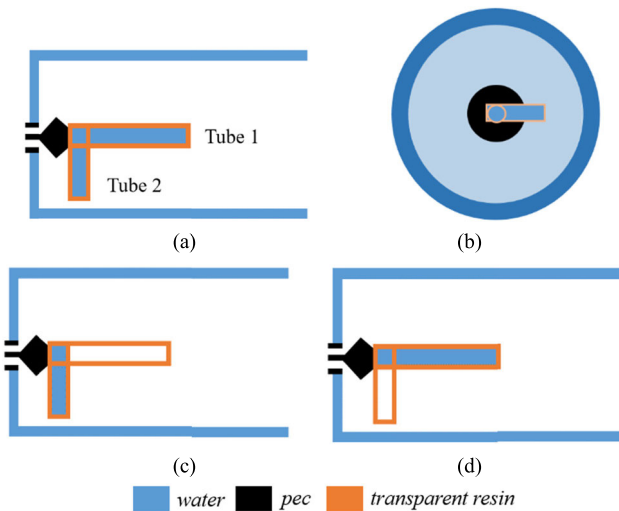 Tube 1
Tube 2
(a)
(b)
(c)
(d)
water
pec
transparent resin